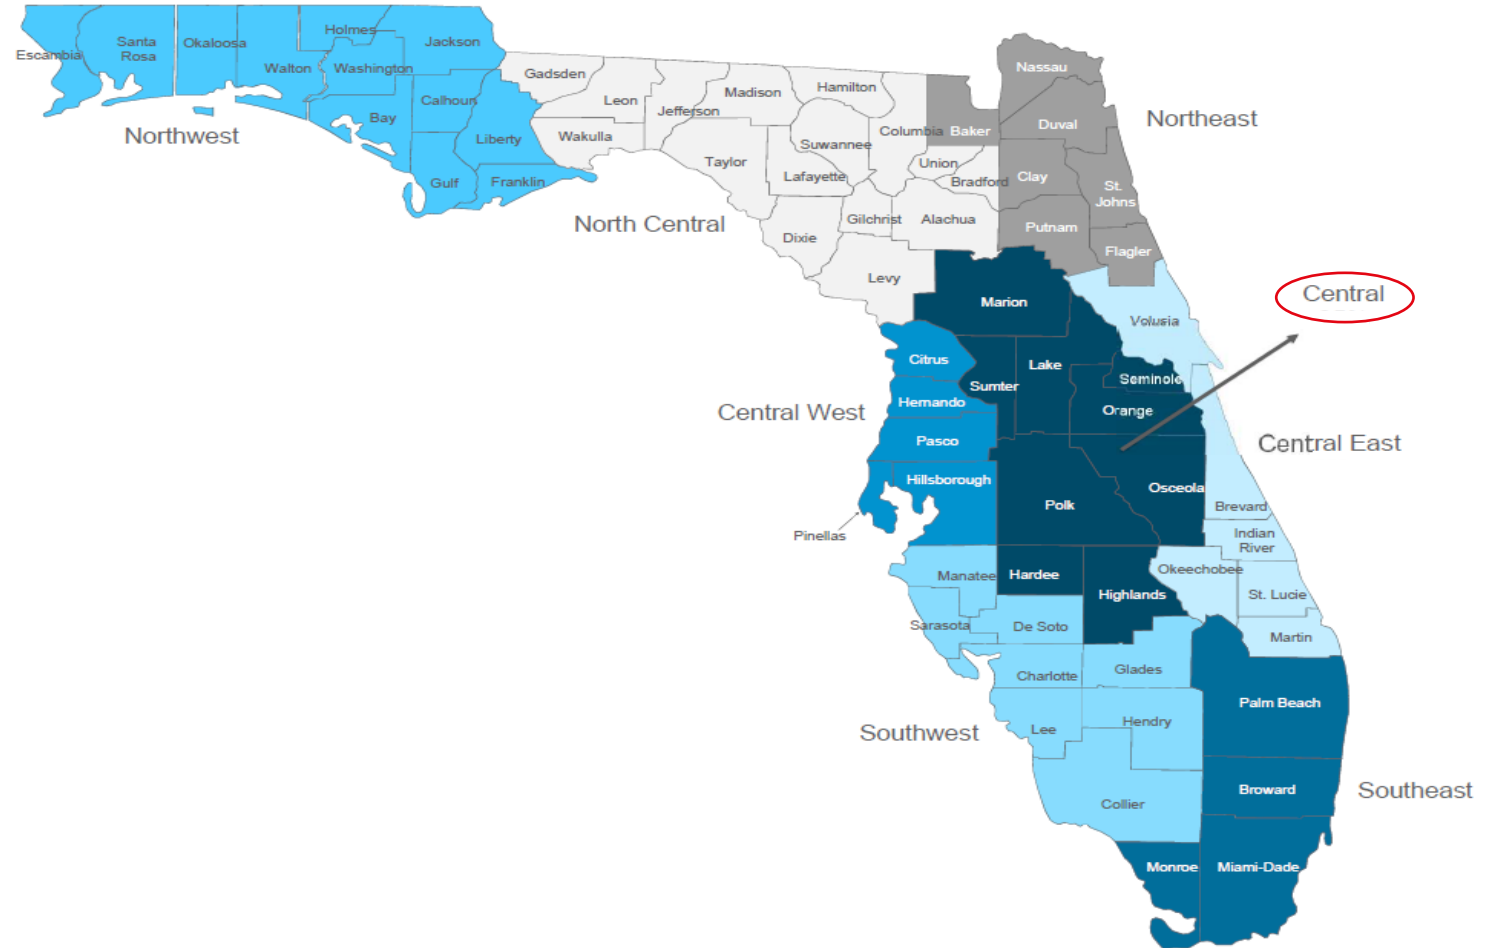 Holmes
Jackson
Santa
Rosa
Okaloosa
Escambia
Walton
Washington
Calhoun
Bay
Liberty
Gulf
Franklin
Northwest
Gadsden
Leon
Jefferson
Madison
Hamilton
Wakulla
Taylor
Suwannee
Lafayette
Columbia
Union
Bradford
Gilchrist
Alachua
Dixie
Levy
North Central
Nassau
Baker
Duval
Clay
St.
Johns
Putnam
Flagler
Northeast
Central
Marion
Volusia
Citrus
Lake
Sumter
Seminole
Hernando
Orange
Central West
Pasco
Central East
Hillsborough
Osceola
Polk
Brevard
Pinellas
Indian
River
Okeechobee
Manatee
Hardee
Highlands
St. Lucie
Sarasota
De Soto
Martin
Charlotte
Glades
Palm Beach
Lee
Hendry
Southwest
Broward
Southeast
Collier
Monroe
Miami-Dade